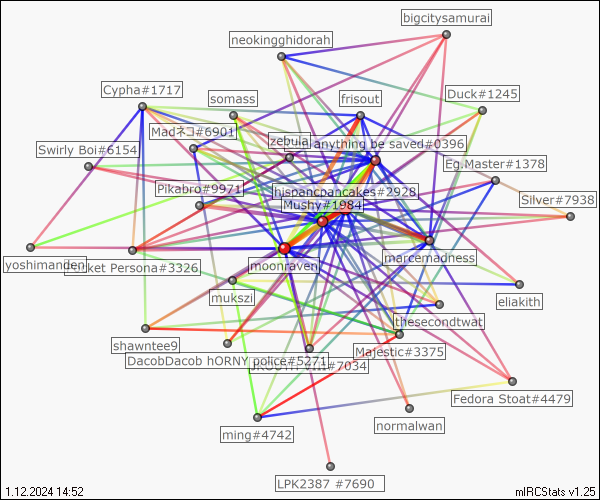 bigcitysamurai
neokingghidorah
Cypha#1717
somass
frisout
Duck#1245
Madネコ#6901
zebula
anything be saved#0396
Swirly Boi#6154
Eg.Master#1378
Pikabro#9971
hispancpancakes#2928
Silver#7938
Mushy#1984
yoshimanden
Persona#3326
moonraven
marcemadness
mukszi
eliakith
thesecondtwat
shawntee9
Majestic#3375
DacobDacob hORNY police#5271
#7034
Fedora Stoat#4479
ming#4742
normalwan
LPK2387 #7690
1.12.2024 14:52
mIRCStats v1.25